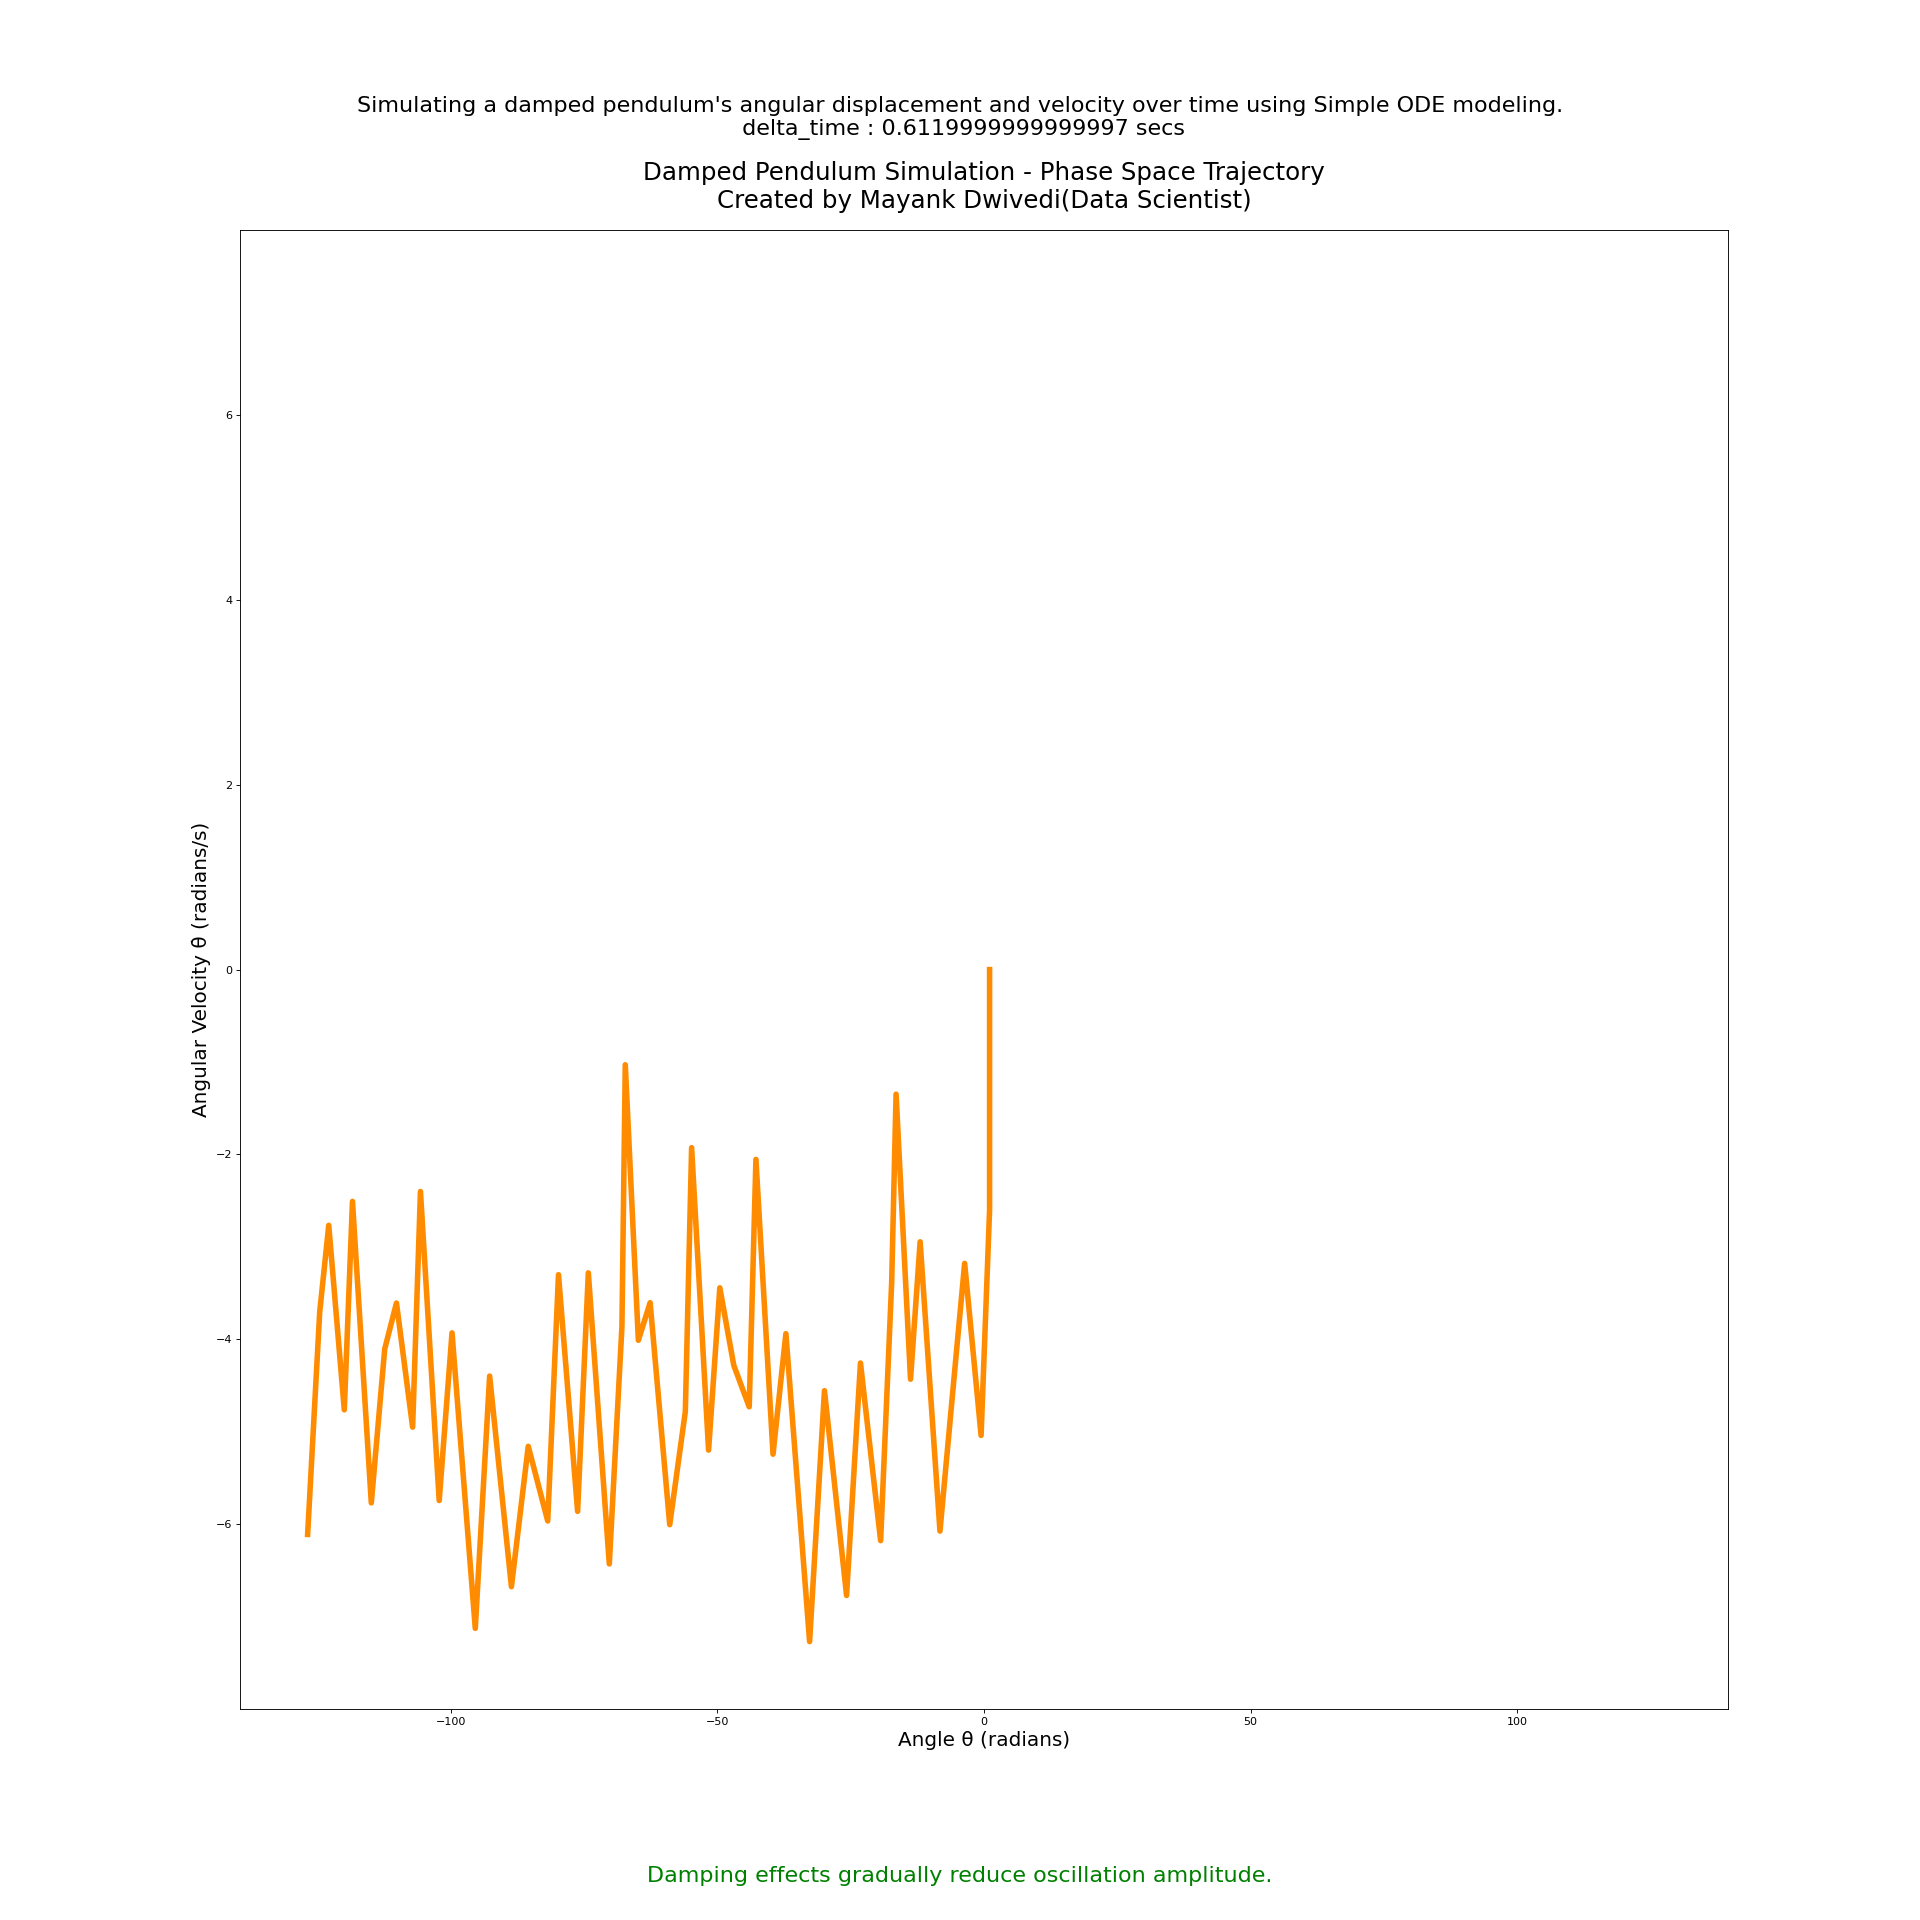 Simulating a damped pendulum's angular displacement and velocity over time using Simple ODE modeling.
delta_time : 0.6119999999999997 secs
Damped Pendulum Simulation - Phase Space Trajectory
Created by Mayank Dwivedi(Data Scientist)
6
4
2
0
−2
−4
−6
Angular Velocity θ (radians/s)
−100
−50
0
50
100
Angle θ (radians)
Damping effects gradually reduce oscillation amplitude.